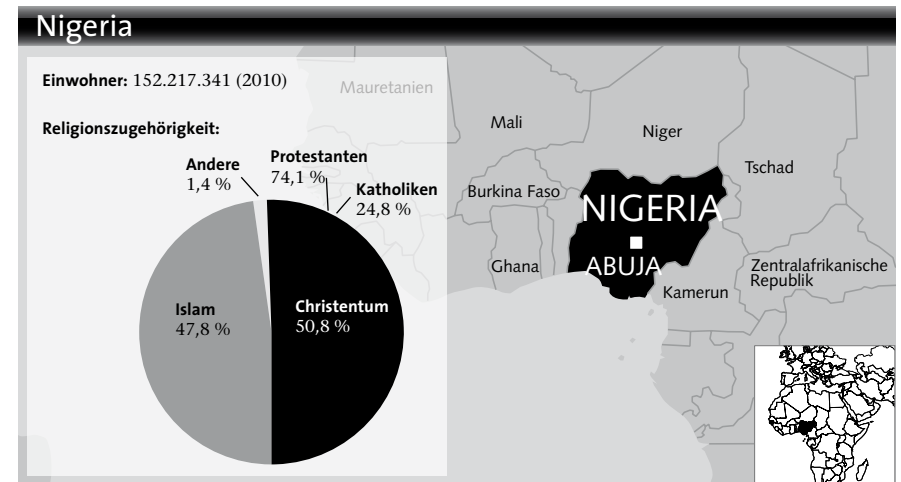 Nigeria
Einwohner: 152.217.341 (2010)
Religionszugehörigkeit:
Andere
1,4 %
Protestanten
74,1 %
Katholiken
24,8 %
Islam
47,8 %
Christentum
50,8 %
Mauretanien
Mali
Niger
Tschad
Burkina Faso
NIGERIA
Ghana
ABUJA
Zentralafrikanische
Republik
Kamerun